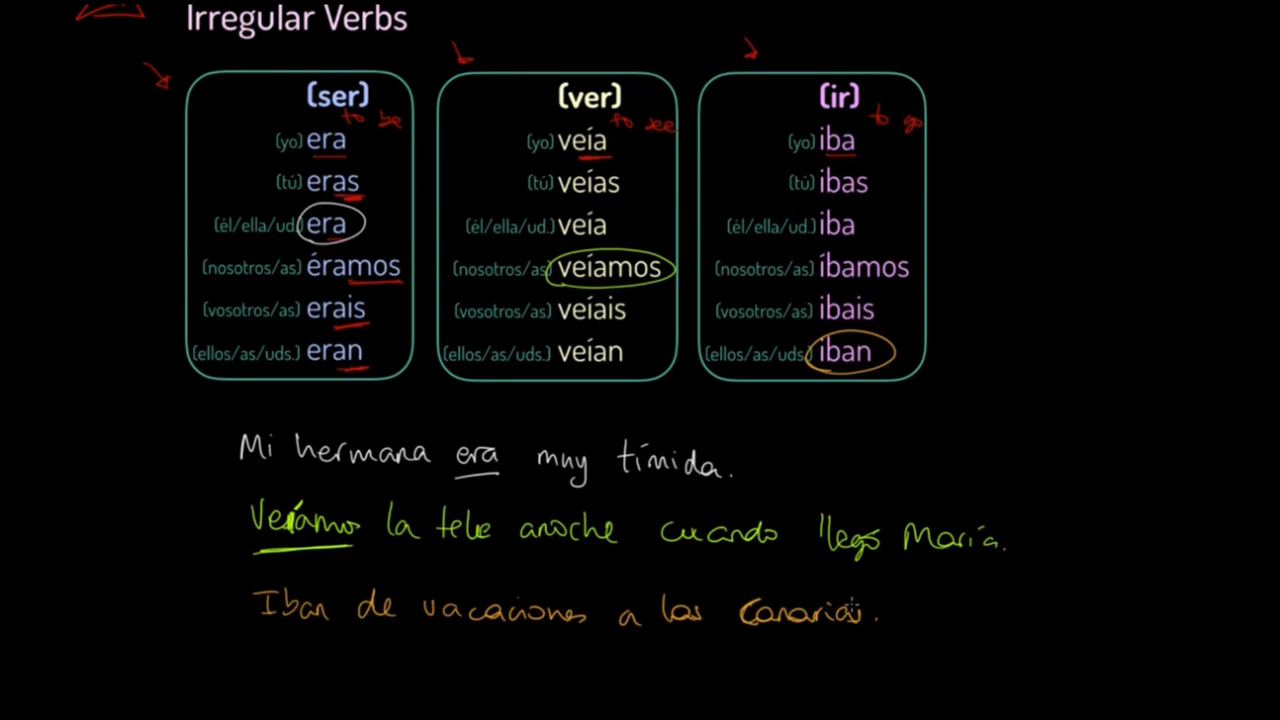 Irregular Verbs
(ser)
to be
(yo) era
(tú) eras
(él/ella/ud.) era
(nosotros/as) éramos
(vosotros/as) erais
(ellos/as/uds.) eran
(ver)
to see
(yo) veía
(tú) veías
(él/ella/ud.) veía
(nosotros/as) veíamos
(vosotros/as) veíais
(ellos/as/uds.) veían
(ir)
to go
(yo) iba
(tú) ibas
(él/ella/ud.) iba
(nosotros/as) íbamos
(vosotros/as) ibais
(ellos/as/uds.) iban
Mi hermana era muy tímida.
Veíamos la tele anoche cuando llegó María.
Iban de vacaciones a las Canarias.